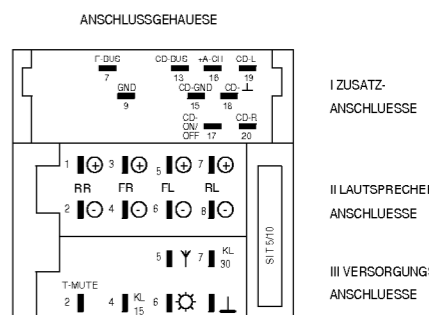 ANSCHLUSSGEHAUESE
Γ-BUS CD-BUS +A-CH CD-L
7 13 16 19
GND CD-GND CD-⊥
9 15 18
CD-
ON/
OFF 17 CD-R
20
I ZUSATZ-
ANSCHLUESSE
1 + 3 + 5 + 7 +
RR FR FL RL
2 - 4 - 6 - 8 -
II LAUTSPRECHER
ANSCHLUESSE
SIT 5/10
5 7 KL
30
T-MUTE
2 4 KL
15 6
III VERSORGUNGS
ANSCHLUESSE